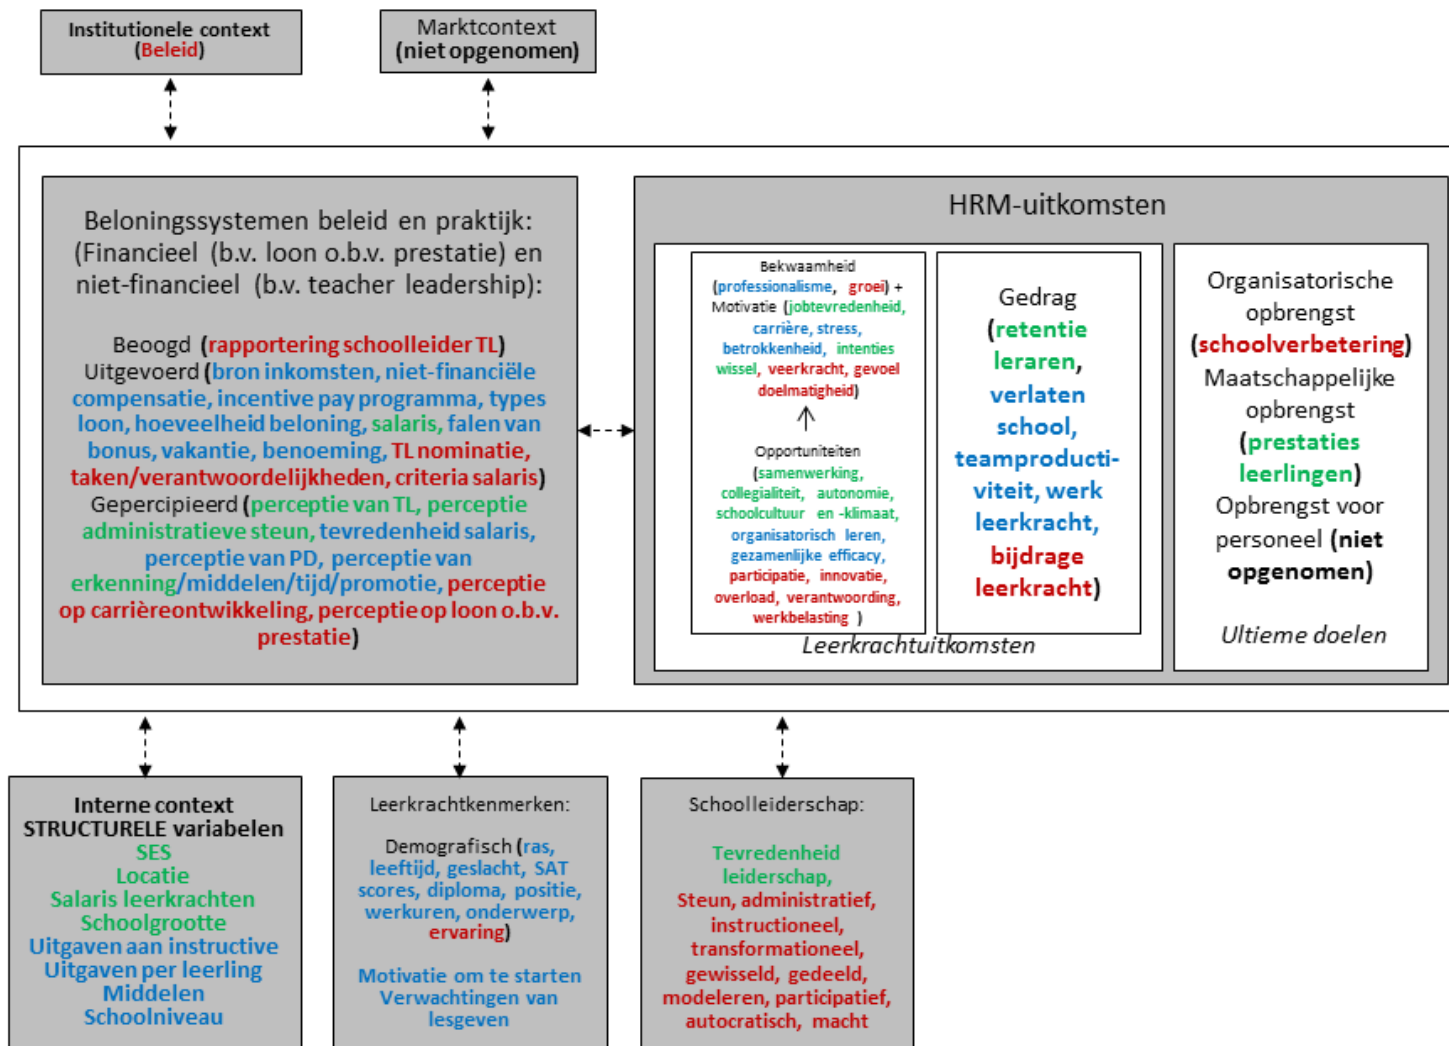 Institutionele context
(Beleid)
Marktcontext
(niet opgenomen)
Beloningssystemen beleid en praktijk:
(Financieel (b.v. loon o.b.v. prestatie) en
niet-financieel (b.v. teacher leadership):
Beoogd (rapportering schoolleider TL)
Uitgevoerd (bron inkomsten, niet-financiële
compensatie, incentive pay programma, types
loon, hoeveelheid beloning, salaris, falen van
bonus, vakantie, benoeming, TL nominatie,
taken/verantwoordelijkheden, criteria salaris)
Gepercipieerd (perceptie van TL, perceptie
administratieve steun, tevredenheid salaris,
perceptie van PD, perceptie van
erkenning/middelen/tijd/promotie, perceptie
op carrièreontwikkeling, perceptie op loon o.b.v.
prestatie)
HRM-uitkomsten
Bekwaamheid
(professionalisme, groei) +
Motivatie (jobtevredenheid,
carrière, stress,
betrokkenheid, intenties
wissel, veerkracht, gevoel
doelmatigheid)
Opportuniteiten
(samenwerking,
collegialiteit, autonomie,
schoolcultuur en -klimaat,
organisatorisch leren,
gezamenlijke efficacy,
participatie, innovatie,
overload, verantwoording,
werkbelasting )
Gedrag
(retentie
leraren,
verlaten
school,
teamproducti-
viteit, werk
leerkracht,
bijdrage
leerkracht)
Leerkrachtuitkomsten
Organisatorische
opbrengst
(schoolverbetering)
Maatschappelijke
opbrengst
(prestaties
leerlingen)
Opbrengst voor
personeel (niet
opgenomen)
Ultieme doelen
Interne context
STRUCTURELE variabelen
SES
Locatie
Salaris leerkrachten
Schoolgrootte
Uitgaven aan instructive
Uitgaven per leerling
Middelen
Schoolniveau
Leerkrachtkenmerken:
Demografisch (ras,
leeftijd, geslacht, SAT
scores, diploma, positie,
werkuren, onderwerp,
ervaring)
Motivatie om te starten
Verwachtingen van
lesgeven
Schoolleiderschap:
Tevredenheid
leiderschap,
Steun, administratief,
instructioneel,
transformationeel,
gewisseld, gedeeld,
modeleren, participatief,
autocratisch, macht